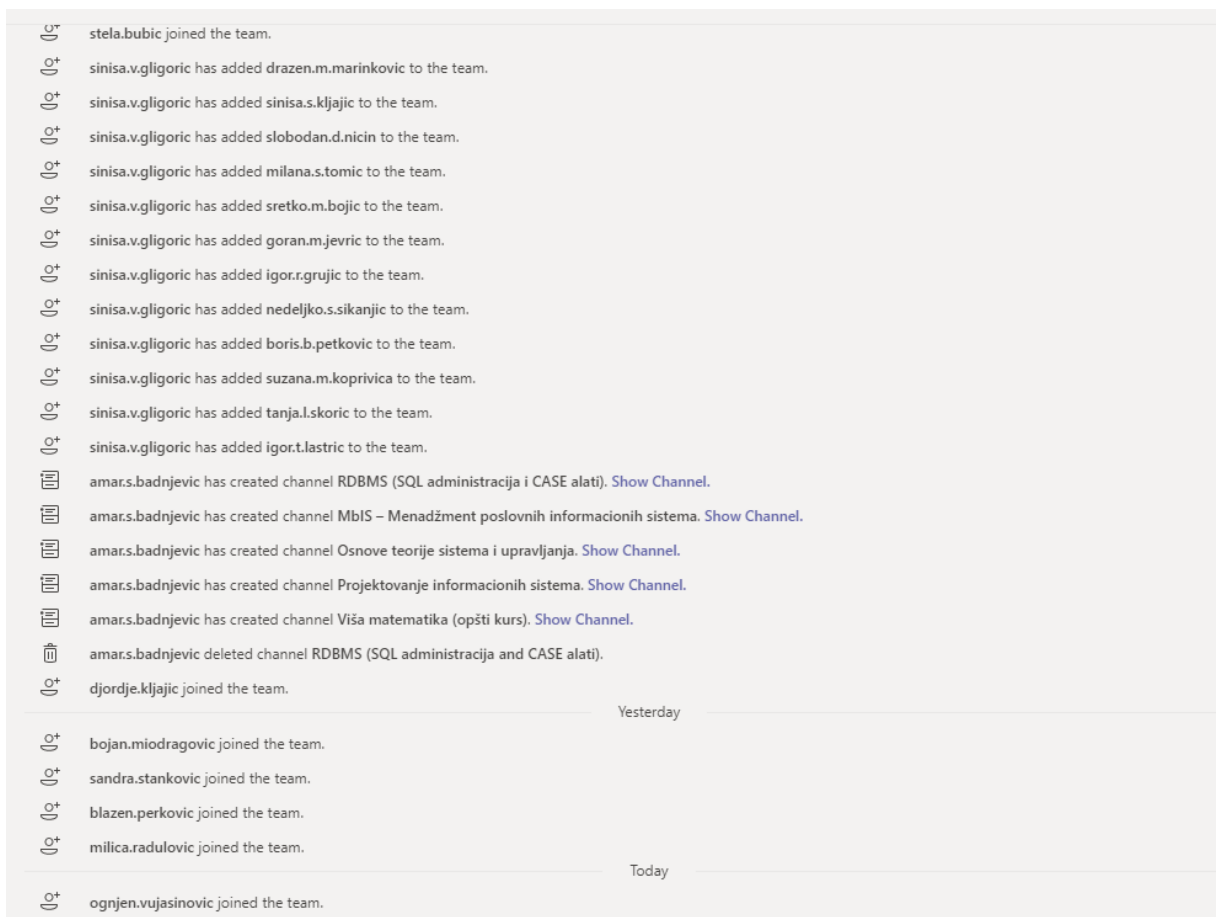 stela.bubic joined the team.
sinisa.v.gligoric has added drazen.m.marinkovic to the team.
sinisa.v.gligoric has added sinisa.s.kljajic to the team.
sinisa.v.gligoric has added slobodan.d.nicin to the team.
sinisa.v.gligoric has added milana.s.tomic to the team.
sinisa.v.gligoric has added sretko.m.bojic to the team.
sinisa.v.gligoric has added goran.m.jevric to the team.
sinisa.v.gligoric has added igor.r.grujic to the team.
sinisa.v.gligoric has added nedeljko.s.sikanjic to the team.
sinisa.v.gligoric has added boris.b.petkovic to the team.
sinisa.v.gligoric has added suzana.m.koprivica to the team.
sinisa.v.gligoric has added tanja.l.skoric to the team.
sinisa.v.gligoric has added igor.t.lastric to the team.
amar.s.badnjevic has created channel RDBMS (SQL administracija i CASE alati). Show Channel.
amar.s.badnjevic has created channel MbIS – Menadžment poslovnih informacionih sistema. Show Channel.
amar.s.badnjevic has created channel Osnove teorije sistema i upravljanja. Show Channel.
amar.s.badnjevic has created channel Projektovanje informacionih sistema. Show Channel.
amar.s.badnjevic has created channel Viša matematika (opšti kurs). Show Channel.
amar.s.badnjevic deleted channel RDBMS (SQL administracija and CASE alati).
djordje.kljajic joined the team.
Yesterday
bojan.miodragovic joined the team.
sandra.stankovic joined the team.
blazen.perkovic joined the team.
milica.radulovic joined the team.
Today
ognjen.vujasinovic joined the team.